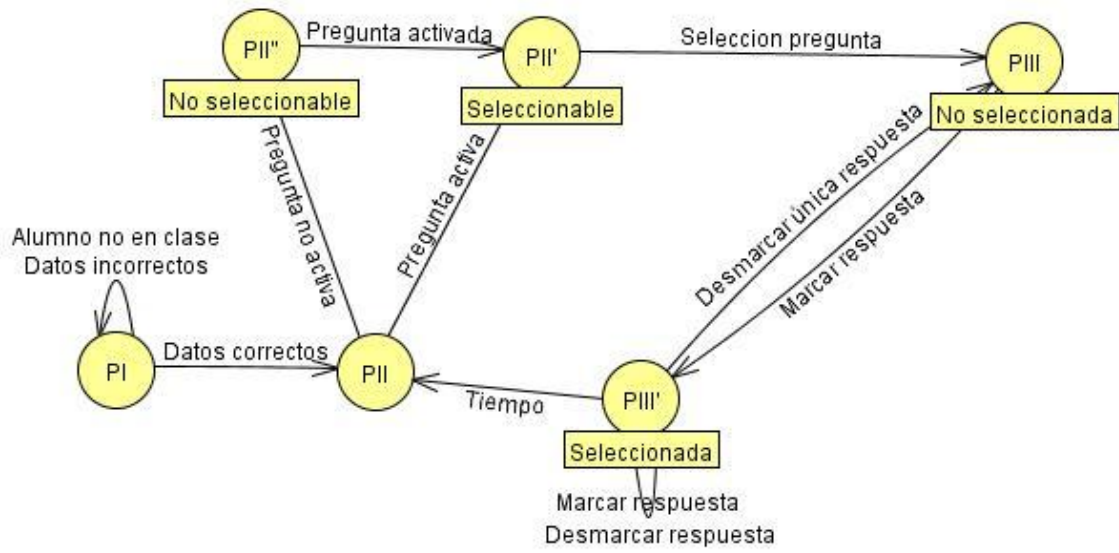 PII"
Pregunta activada
PII'
Seleccion pregunta
PIII
No seleccionable
Seleccionable
No seleccionada
Pregunta no activa
Pregunta activa
Desmarcar única respuesta
Marcar respuesta
Alumno no en clase
Datos incorrectos
PI
Datos correctos
PII
Tiempo
PIII'
Seleccionada
Marcar respuesta
Desmarcar respuesta